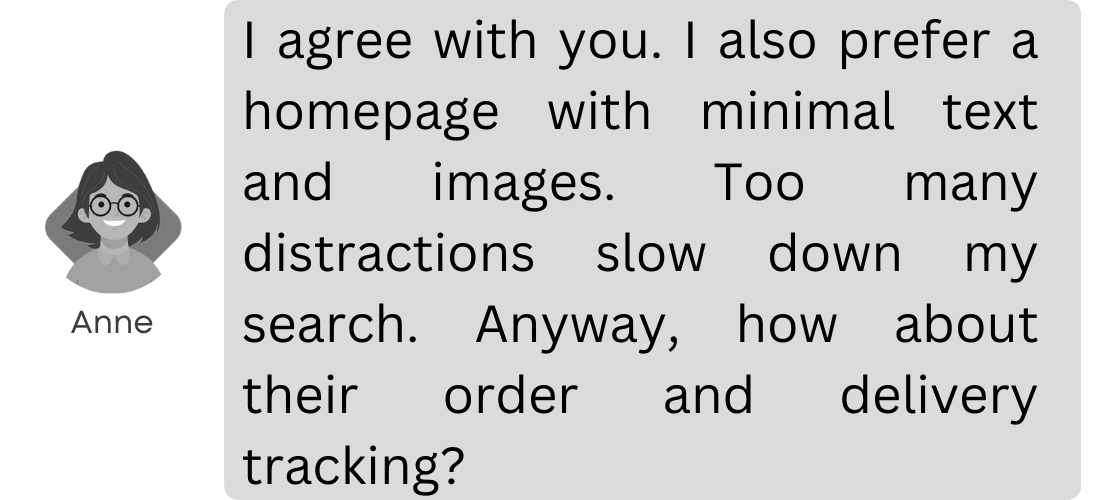 I agree with you. I also prefer a
homepage with minimal text
and images. Too many
distractions slow down my
search. Anyway, how about
their order and delivery
tracking?
Anne